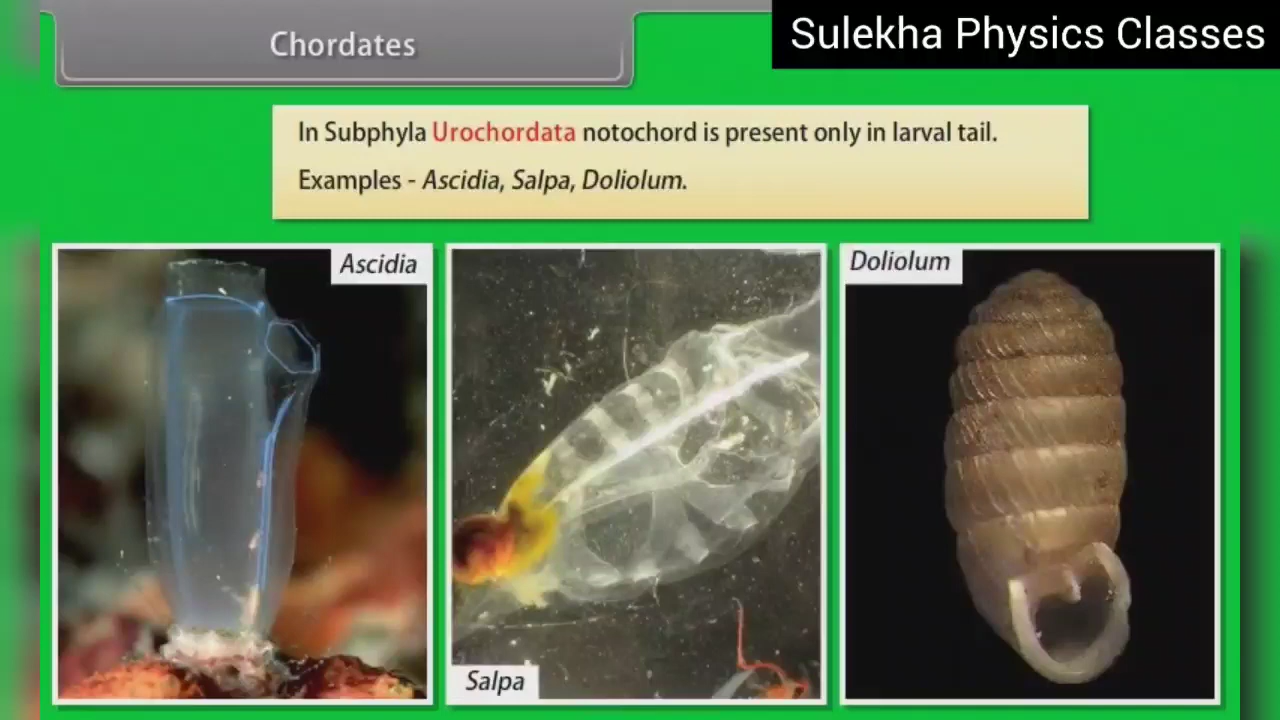 Chordates
Sulekha Physics Classes
In Subphyla Urochordata notochord is present only in larval tail.
Examples - Ascidia, Salpa, Doliolum.
Ascidia
Doliolum
Salpa